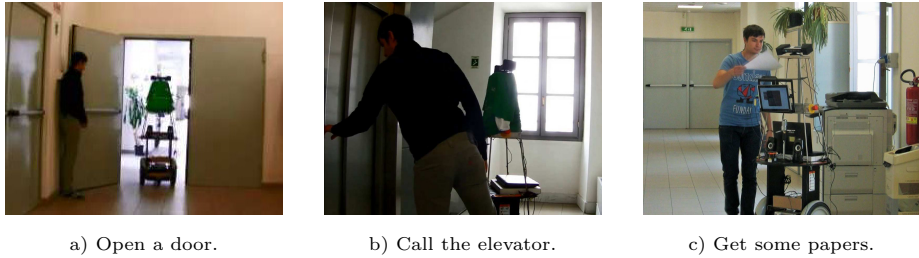 a) Open a door.
b) Call the elevator.
c) Get some papers.